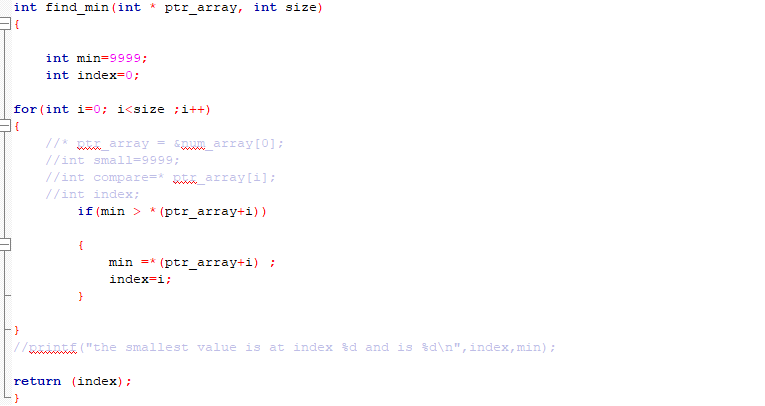 int find_min(int * ptr_array, int size)
{
int min=9999;
int index=0;
for(int i=0; i<size ;i++)
{
//* ptr_array = &num_array[0];
//int small=9999;
//int compare=* ptr_array[i];
//int index;
if(min > *(ptr_array+i))
{
min =*(ptr_array+i) ;
index=i;
}
}
//printf("the smallest value is at index %d and is %d\n",index,min);
return (index);
}